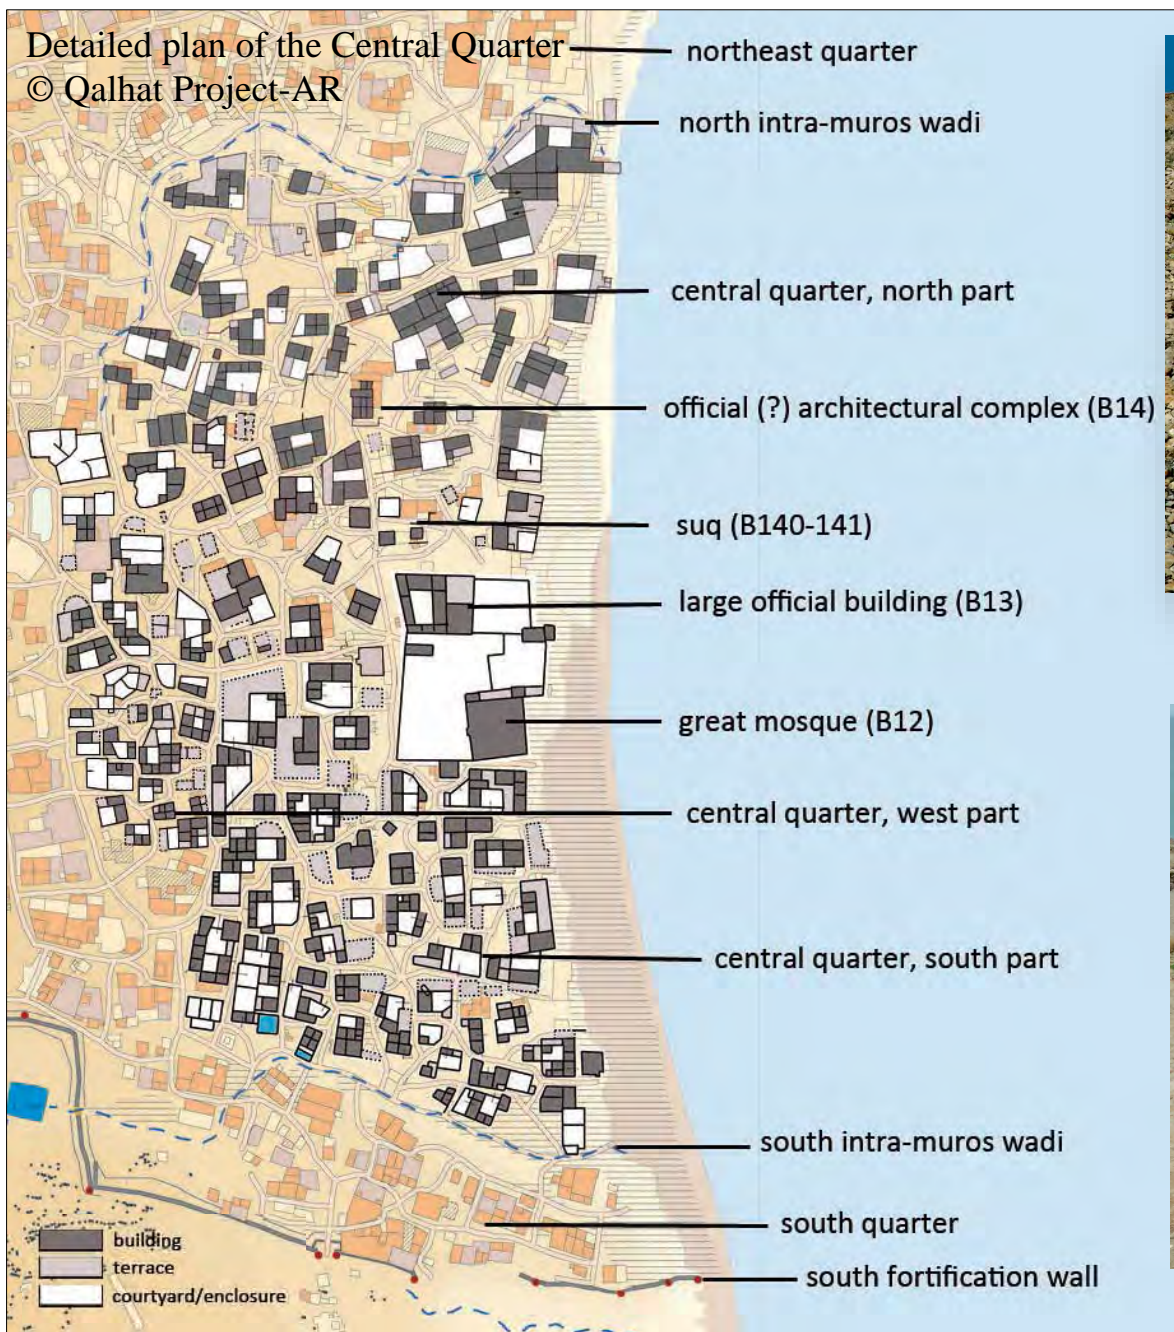 Detailed plan of the Central Quarter
© Qalhat Project-AR
northeast quarter
north intra-muros wadi
central quarter, north part
official (?) architectural complex (B14)
suq (B140-141)
large official building (B13)
great mosque (B12)
central quarter, west part
central quarter, south part
south intra-muros wadi
south quarter
south fortification wall
building
terrace
courtyard/enclosure